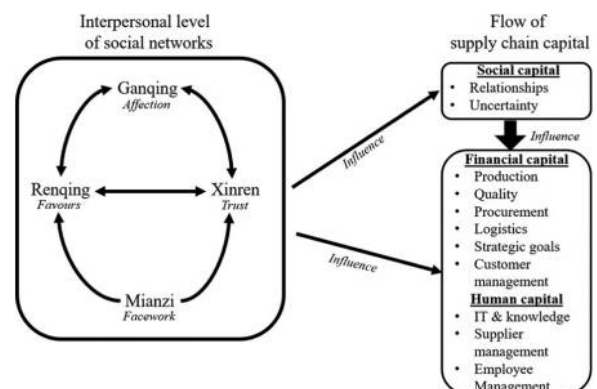 Interpersonal level
of social networks
Ganqing
Affection
Renqing
Favours
Xinren
Trust
Mianzi
Facework
Influence
Influence
Flow of
supply chain capital
Social capital
• Relationships
• Uncertainty
Influence
Financial capital
• Production
• Quality
• Procurement
• Logistics
• Strategic goals
• Customer
management
Human capital
• IT & knowledge
• Supplier
management
• Employee
Management